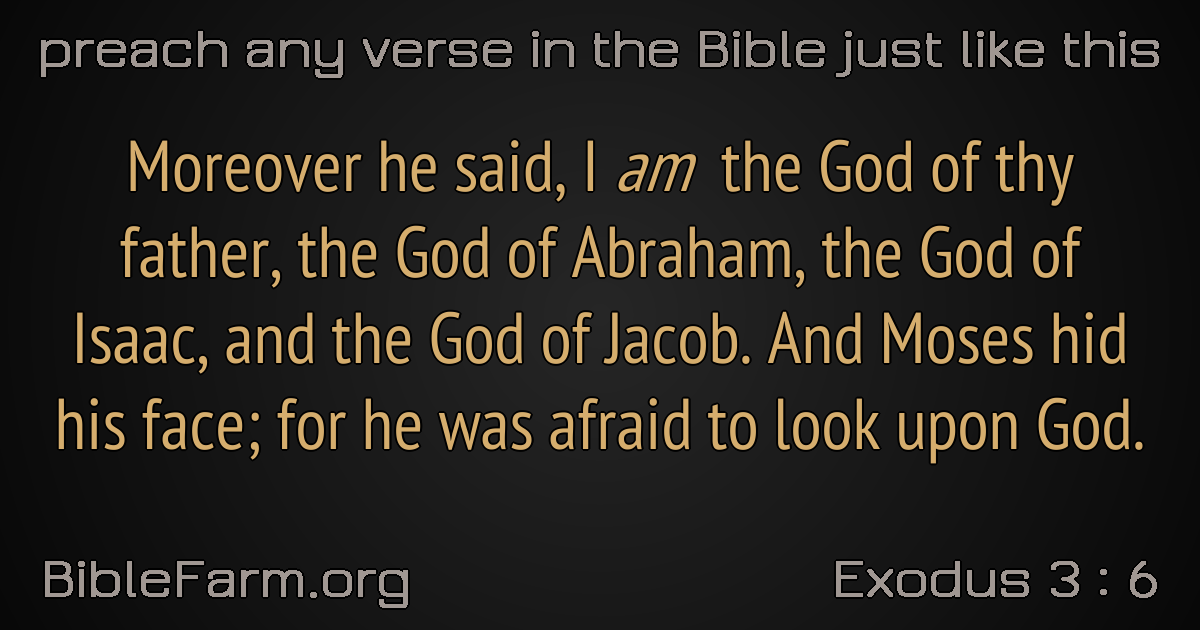 preach any verse in the Bible just like this
Moreover he said, I am the God of thy
father, the God of Abraham, the God of
Isaac, and the God of Jacob. And Moses hid
his face; for he was afraid to look upon God.
BibleFarm.org
Exodus 3 : 6